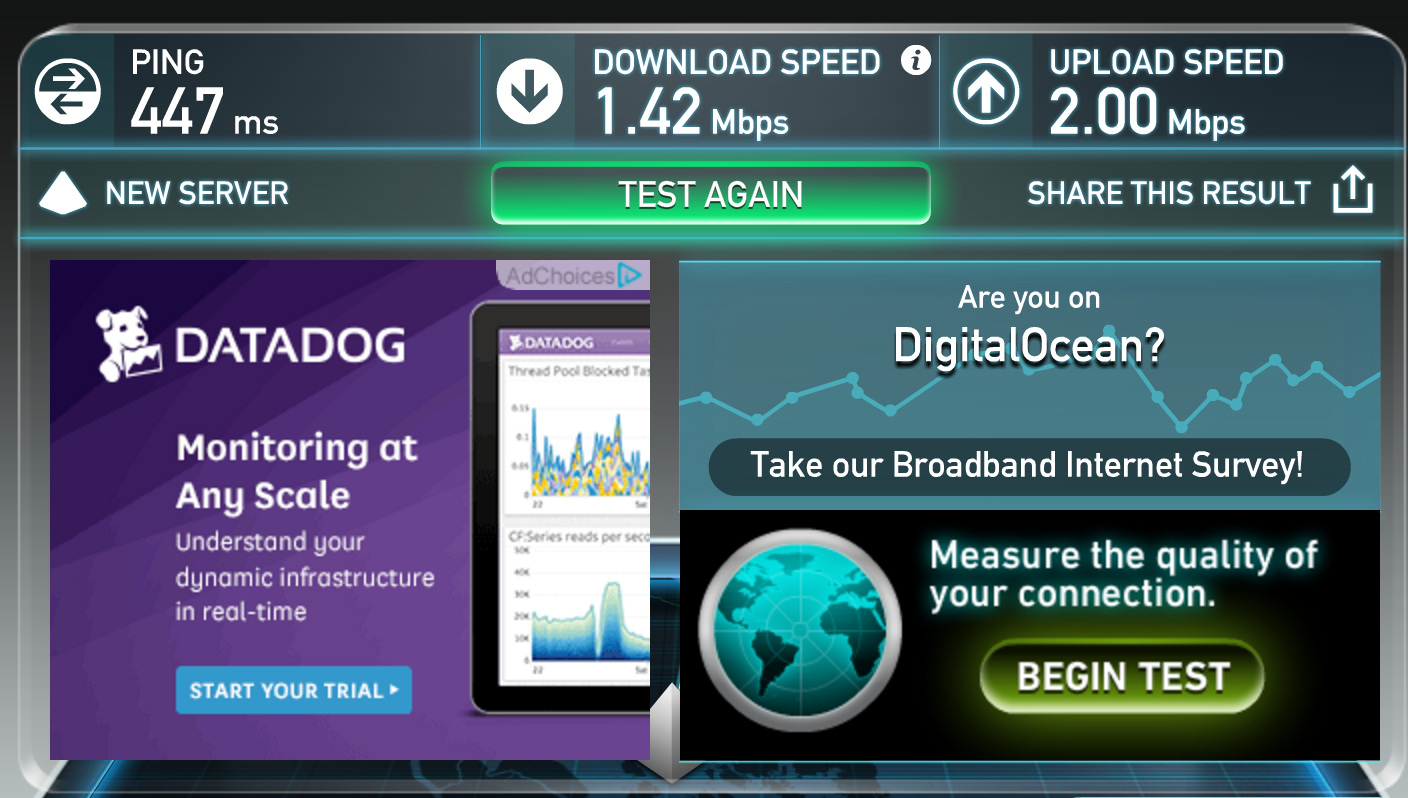 PING
447 ms
DOWNLOAD SPEED i
1.42 Mbps
UPLOAD SPEED
2.00 Mbps
NEW SERVER
TEST AGAIN
SHARE THIS RESULT
AdChoices
DATADOG
Monitoring at
Any Scale
Understand your
dynamic infrastructure
in real-time
START YOUR TRIAL
DATADOG
Thread Pool Blocked Tas
0.15
0.1
0.05
0
22
Se
CF:Series reads per seco
50K
40K
30K
20K
10K
0
22
Se
Are you on
DigitalOcean?
Take our Broadband Internet Survey!
Measure the quality of
your connection.
BEGIN TEST